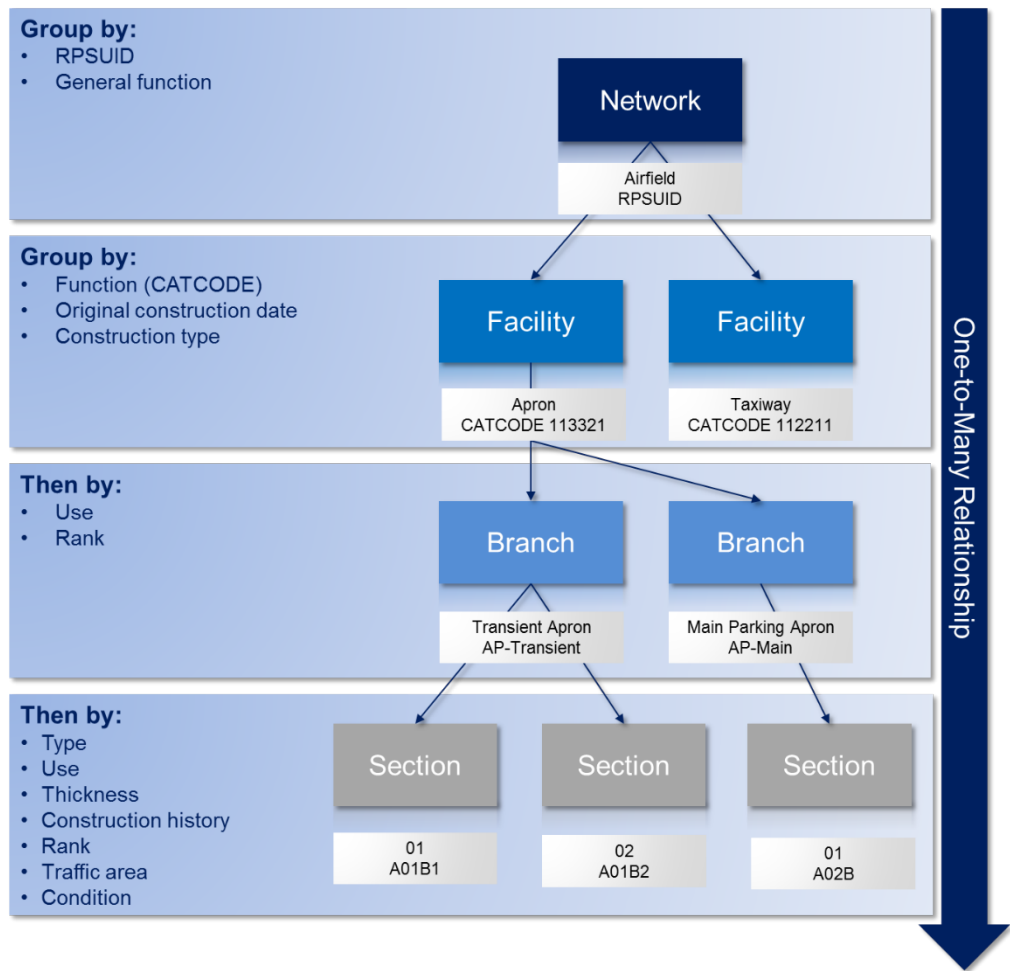 Group by:
• RPSUID
• General function
Network
Airfield
RPSUID
Group by:
• Function (CATCODE)
• Original construction date
• Construction type
Facility
Facility
Apron
CATCODE 113321
Taxiway
CATCODE 112211
Then by:
• Use
• Rank
Branch
Branch
Transient Apron
AP-Transient
Main Parking Apron
AP-Main
Then by:
• Type
• Use
• Thickness
• Construction history
• Rank
• Traffic area
• Condition
Section
Section
Section
01
A01B1
02
A01B2
01
A02B
One-to-Many Relationship